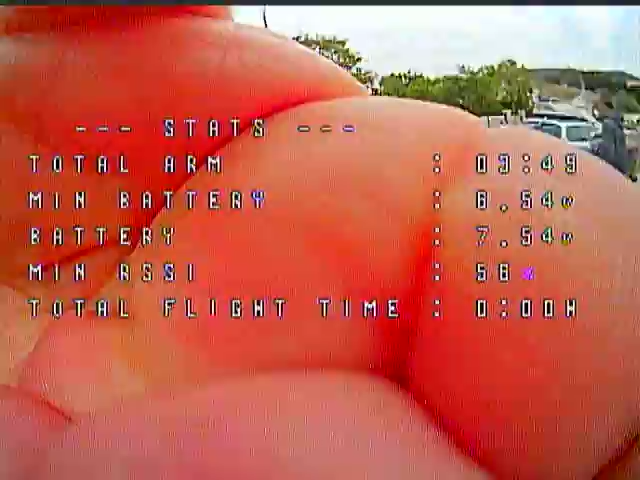 --- STATS ---
TOTAL ARM : 03:49
MIN BATTERY : 6.54v
BATTERY : 7.54v
MIN RSSI : 56%
TOTAL FLIGHT TIME : 0:00H